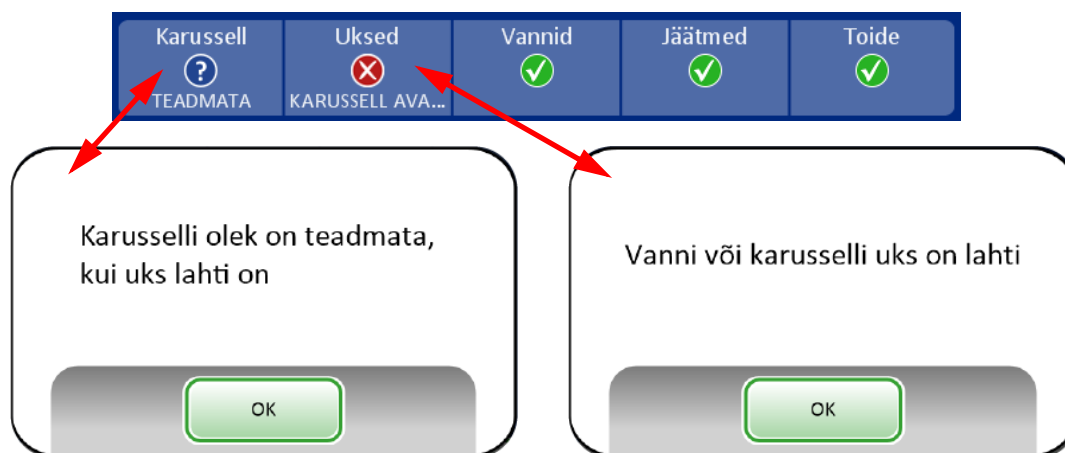 Karussell
Uksed
Vannid
Jäätmed
Toide
TEADMATA
KARUSSELL AVA...
Karusselli olek on teadmata,
kui uks lahti on
Vanni või karusselli uks on lahti
OK
OK